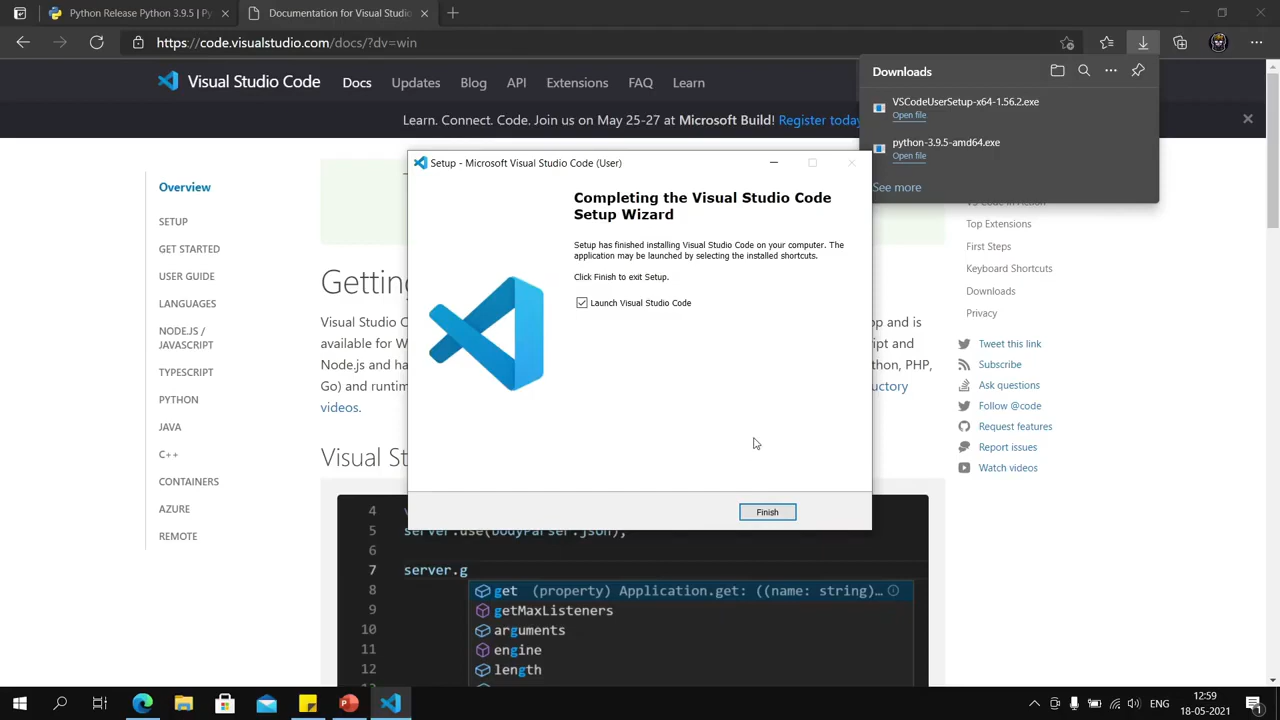 Python Release Python 3.9.5 | Py
Documentation for Visual Studio
https://code.visualstudio.com/docs/?dv=win
Visual Studio Code
Docs
Updates
Blog
API
Extensions
FAQ
Learn
Learn. Connect. Code. Join us on May 25-27 at Microsoft Build! Register today
Downloads
VSCodeUserSetup-x64-1.56.2.exe
Open file
python-3.9.5-amd64.exe
Open file
See more
Overview
SETUP
GET STARTED
USER GUIDE
LANGUAGES
NODE.JS /
JAVASCRIPT
TYPESCRIPT
PYTHON
JAVA
C++
CONTAINERS
AZURE
REMOTE
Setup - Microsoft Visual Studio Code (User)
Completing the Visual Studio Code
Setup Wizard
Setup has finished installing Visual Studio Code on your computer. The
application may be launched by selecting the installed shortcuts.
Click Finish to exit Setup.
Launch Visual Studio Code
Finish
Getting
Visual Studio C
op and is
available for W
ript and
Node.js and ha
thon, PHP,
Go) and runtim
uctory
videos.
Visual St
4
5 server.use(bodyParser.json);
6
7 server.g
8 get (property) Application.get: ((name: string)…
9 getMaxListeners
10 arguments
11 engine
12 length
VS Code in Action
Top Extensions
First Steps
Keyboard Shortcuts
Downloads
Privacy
Tweet this link
Subscribe
Ask questions
Follow @code
Request features
Report issues
Watch videos
ENG
12:59
18-05-2021
1